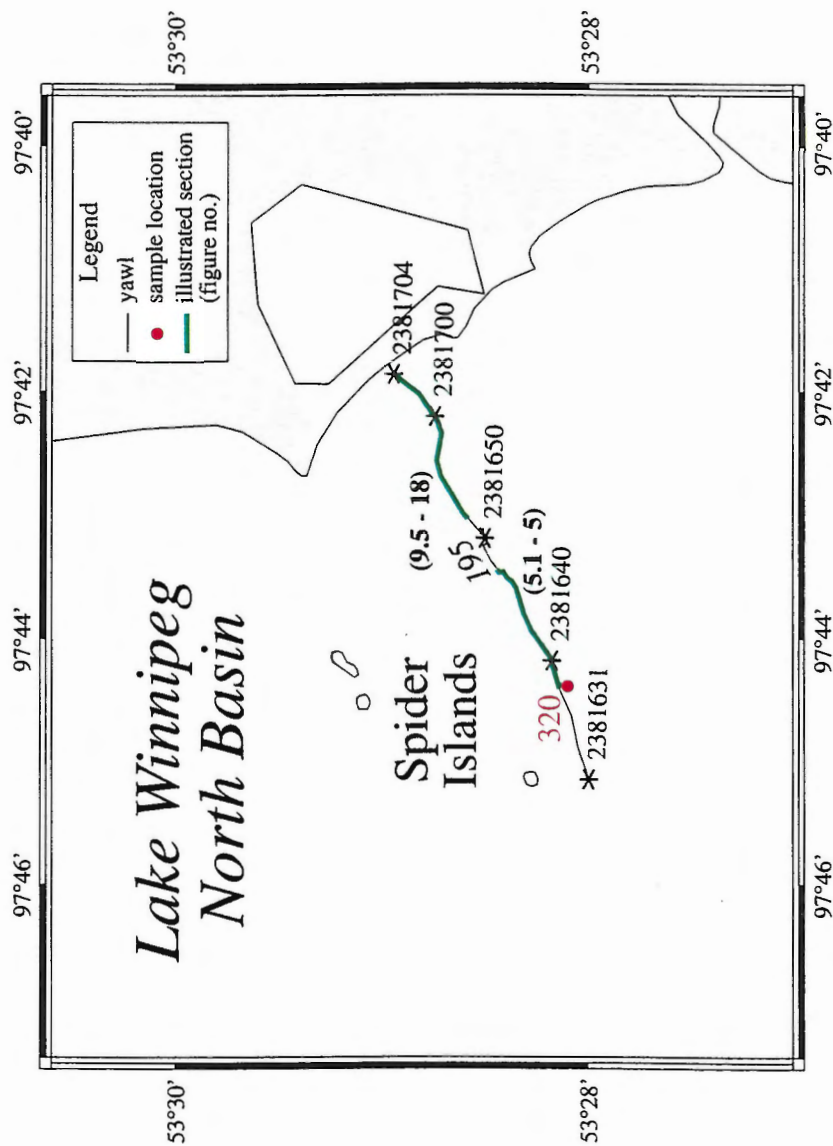 Lake Winnipeg
North Basin
Legend
yawl
sample location
illustrated section
(figure no.)
Spider
Islands
2381704
2381700
(9.5 - 18)
2381650
195
(5.1 - 5)
2381640
320
2381631
97°46'
97°44'
97°42'
97°40'
97°46'
97°44'
97°42'
97°40'
53°30'
53°28'
53°30'
53°28'